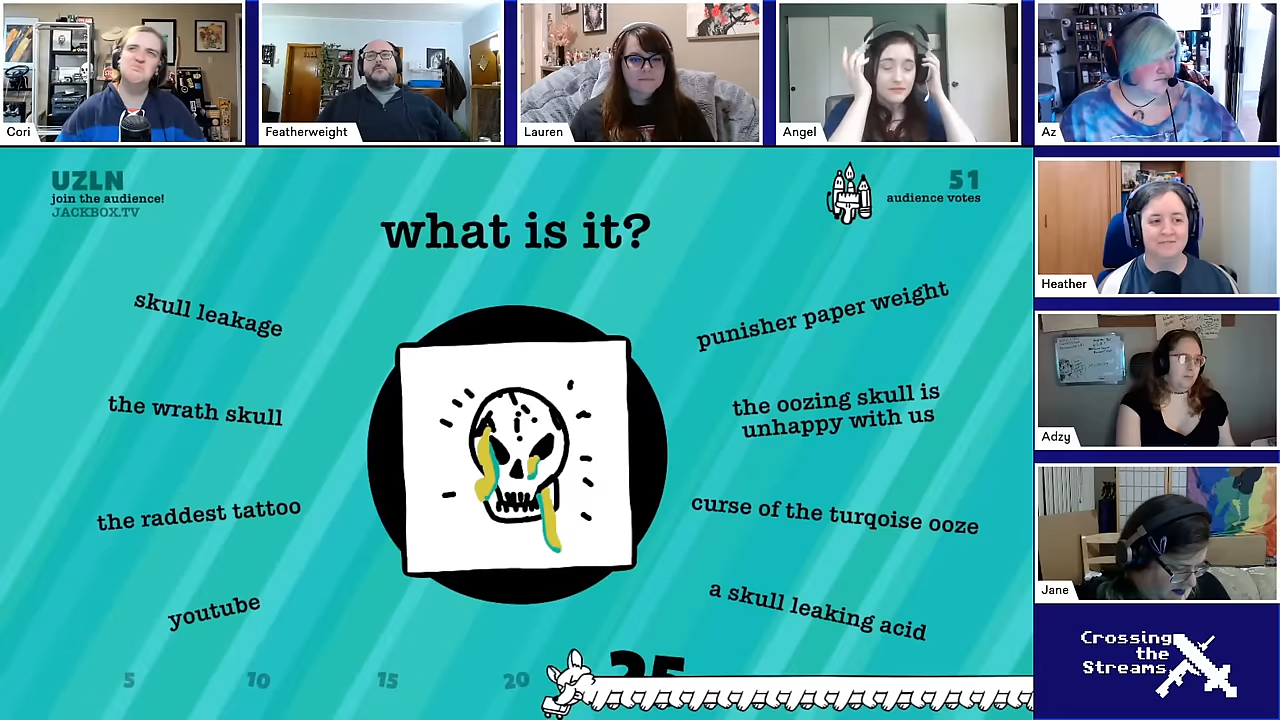 Cori
Featherweight
Lauren
Angel
Az
UZLN
join the audience!
JACKBOX.TV
51
audience votes
what is it?
skull leakage
the wrath skull
the raddest tattoo
youtube
punisher paper weight
the oozing skull is
unhappy with us
curse of the turqoise ooze
a skull leaking acid
5
10
15
20
25
Heather
Adzy
Jane
Crossing
the
Streams